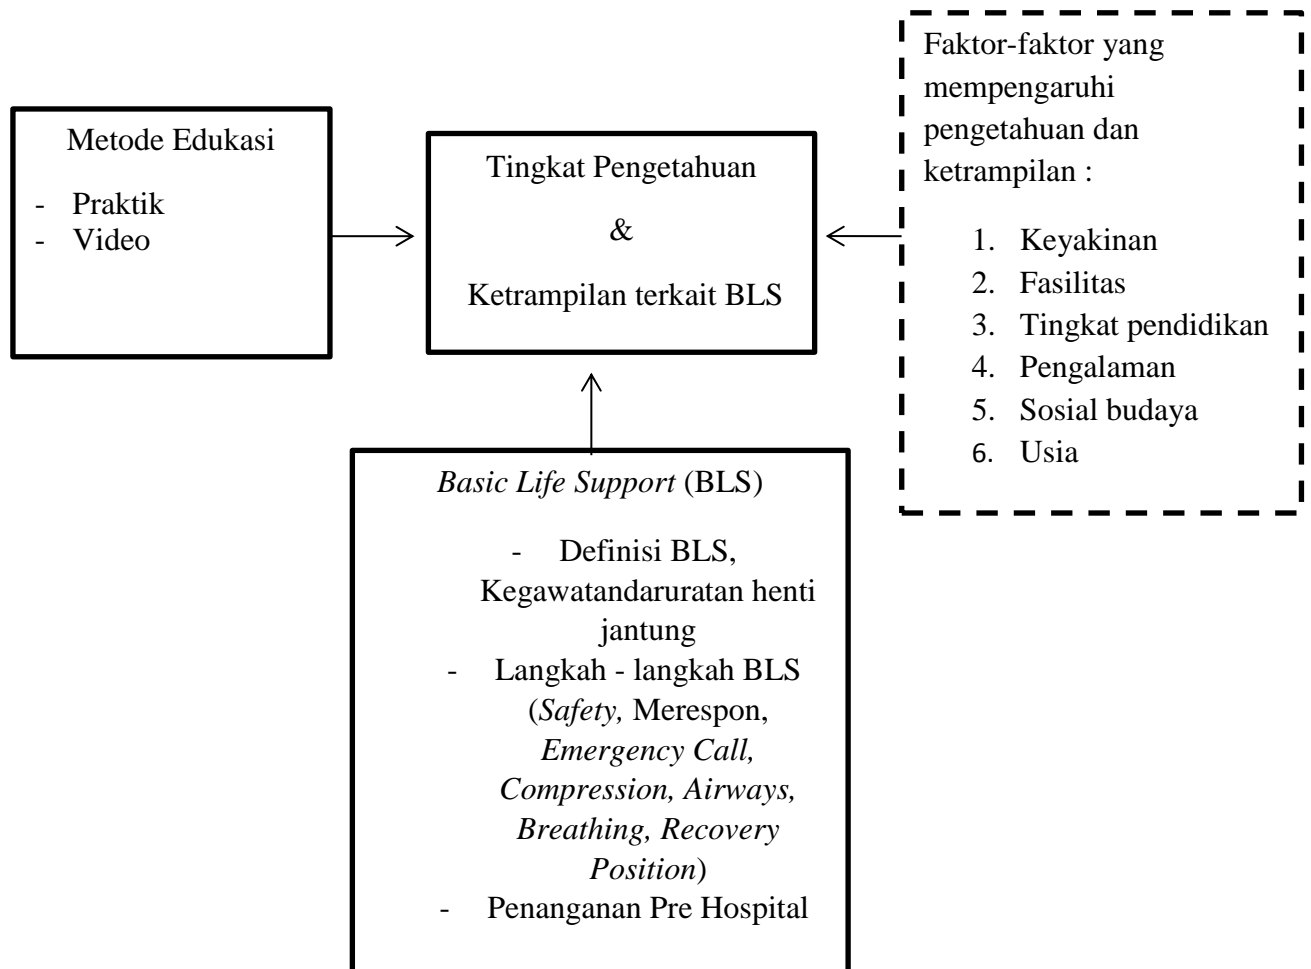 Metode Edukasi
- Praktik
- Video
Tingkat Pengetahuan
&
Ketrampilan terkait BLS
Faktor-faktor yang
mempengaruhi
pengetahuan dan
ketrampilan :
1. Keyakinan
2. Fasilitas
3. Tingkat pendidikan
4. Pengalaman
5. Sosial budaya
6. Usia
Basic Life Support (BLS)
- Definisi BLS,
Kegawatandaruratan henti
jantung
- Langkah - langkah BLS
(Safety, Merespon,
Emergency Call,
Compression, Airways,
Breathing, Recovery
Position)
- Penanganan Pre Hospital